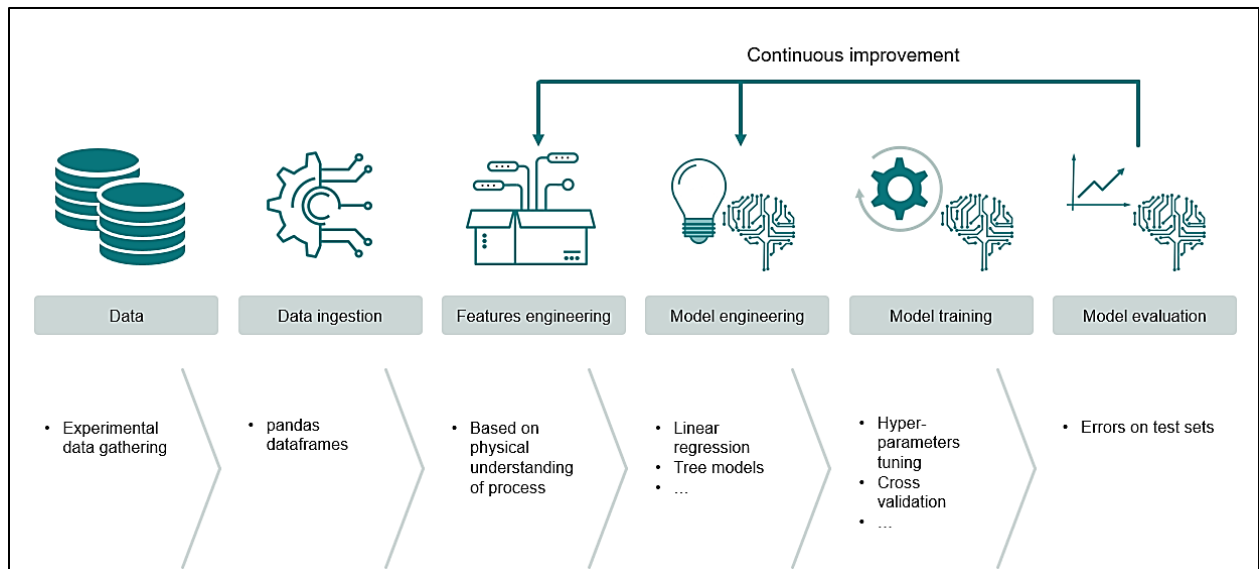 Continuous improvement
Data
Data ingestion
Features engineering
Model engineering
Model training
Model evaluation
• Experimental
data gathering
• pandas
dataframes
• Based on
physical
understanding
of process
• Linear
regression
• Tree models
• ...
• Hyper-
parameters
tuning
• Cross
validation
• ...
• Errors on test sets